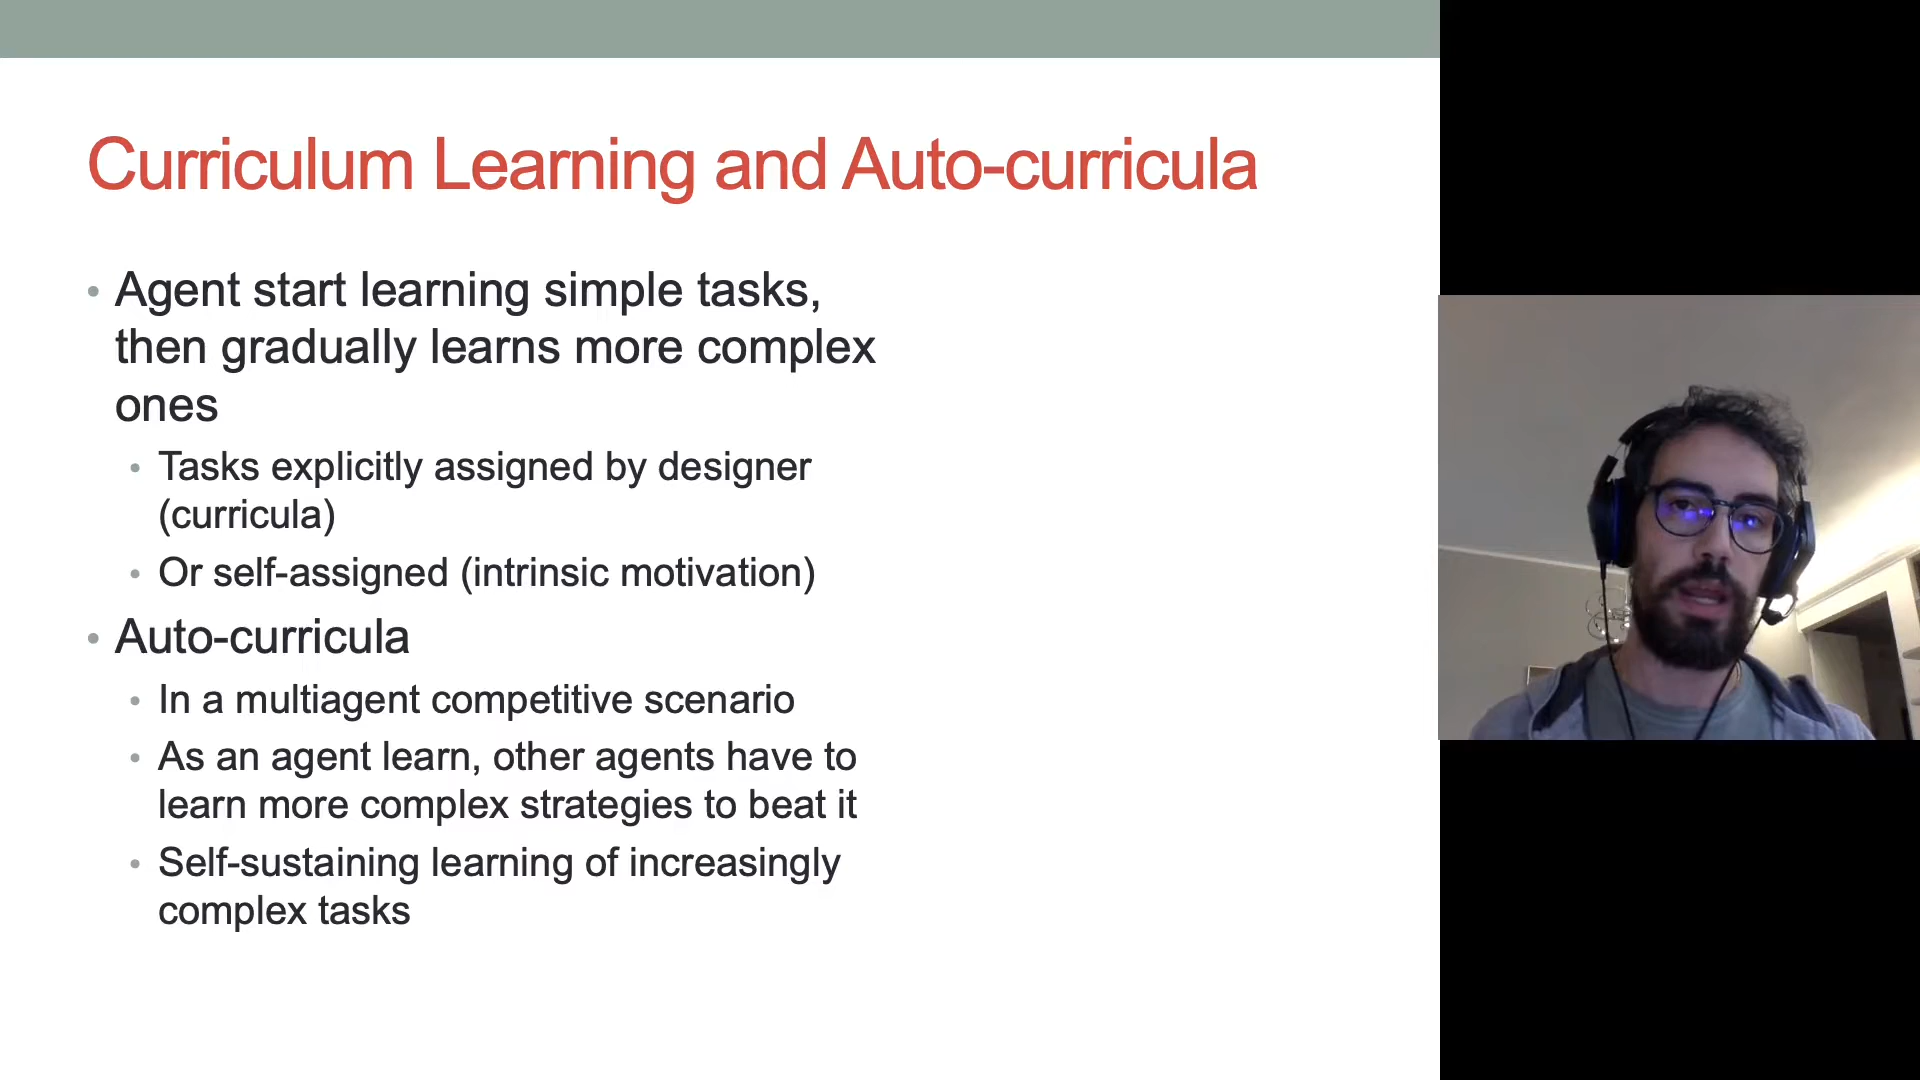 Curriculum Learning and Auto-curricula
• Agent start learning simple tasks,
then gradually learns more complex
ones
• Tasks explicitly assigned by designer
(curricula)
• Or self-assigned (intrinsic motivation)
• Auto-curricula
• In a multiagent competitive scenario
• As an agent learn, other agents have to
learn more complex strategies to beat it
• Self-sustaining learning of increasingly
complex tasks